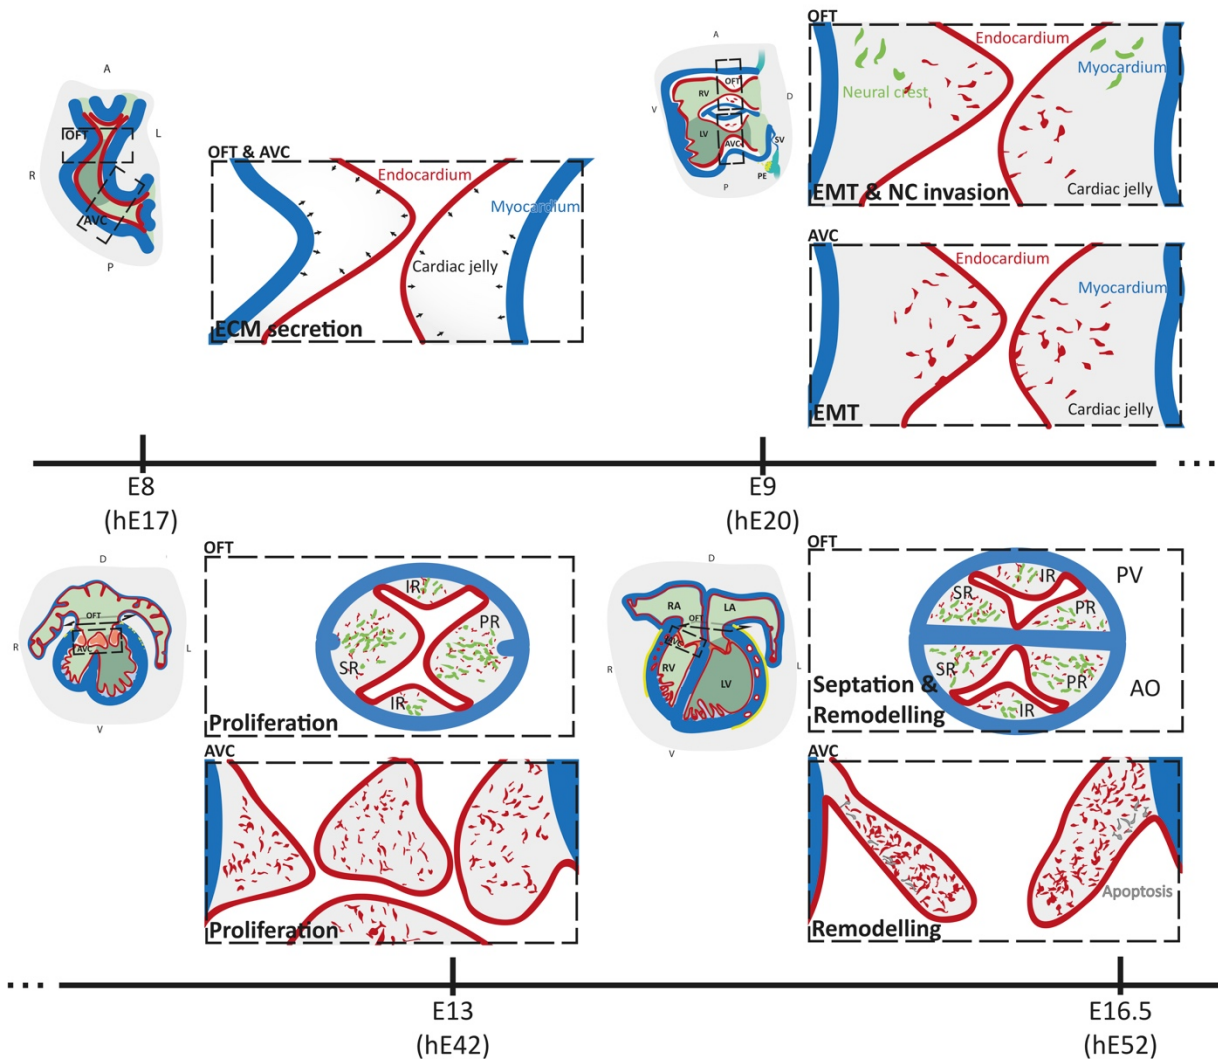 A
OFT
L
R
AVC
P
OFT & AVC
Endocardium
Myocardium
Cardiac jelly
ECM secretion
A
OFT
RV
V
D
LV
SV
AVC
PE
P
OFT
Endocardium
Myocardium
Neural crest
Cardiac jelly
EMT & NC invasion
AVC
Endocardium
Myocardium
Cardiac jelly
EMT
E8
(hE17)
E9
(hE20)
...
D
OFT
AVC
R
L
V
OFT
IR
PR
SR
IR
Proliferation
AVC
Proliferation
D
RA
LA
OFT
AVC
RV
LV
R
L
V
OFT
IR
PV
SR
PR
SR
PR
AO
IR
Septation &
Remodelling
AVC
Apoptosis
Remodelling
...
E13
(hE42)
E16.5
(hE52)